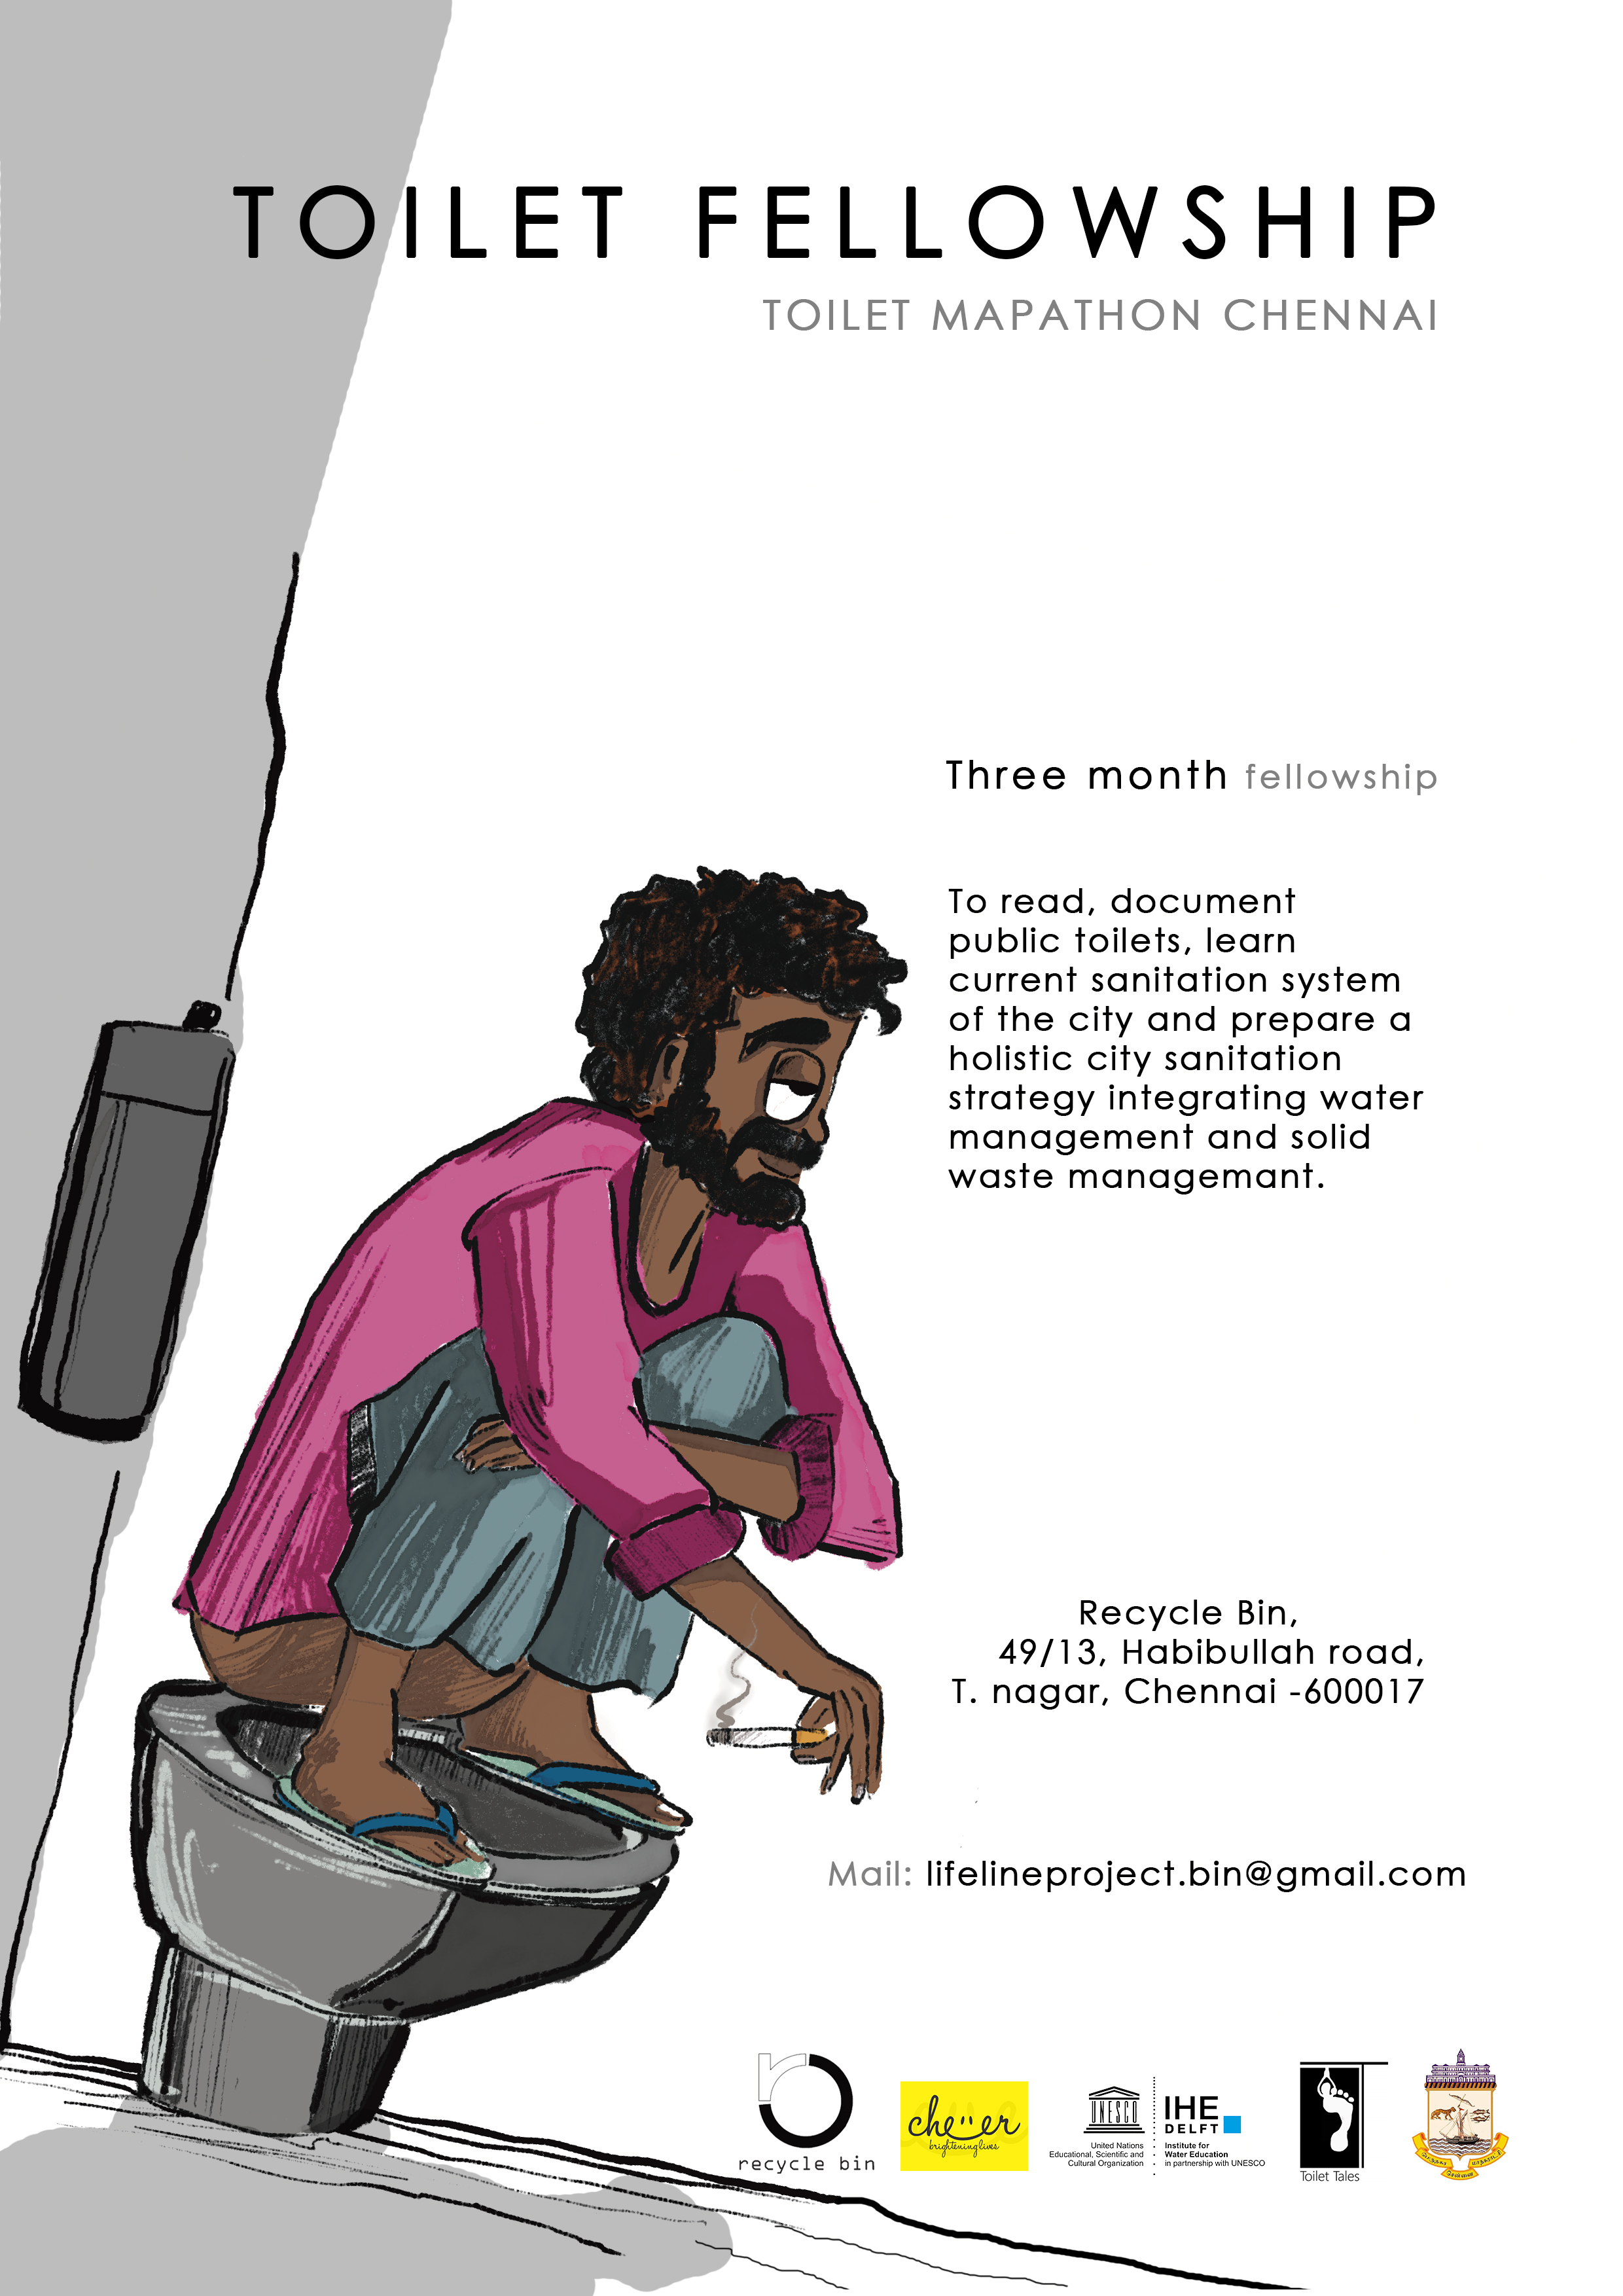 TOILET FELLOWSHIP
TOILET MAPATHON CHENNAI
Three month fellowship
To read, document
public toilets, learn
current sanitation system
of the city and prepare a
holistic city sanitation
strategy integrating water
management and solid
waste managemant.
Recycle Bin,
49/13, Habibullah road,
T. nagar, Chennai -600017
Mail: lifelineproject.bin@gmail.com
recycle bin
cheer
brightening lives
UNESCO
United Nations
Educational, Scientific and
Cultural Organization
IHE
DELFT
Institute for
Water Education
in partnership with UNESCO
Toilet Tales